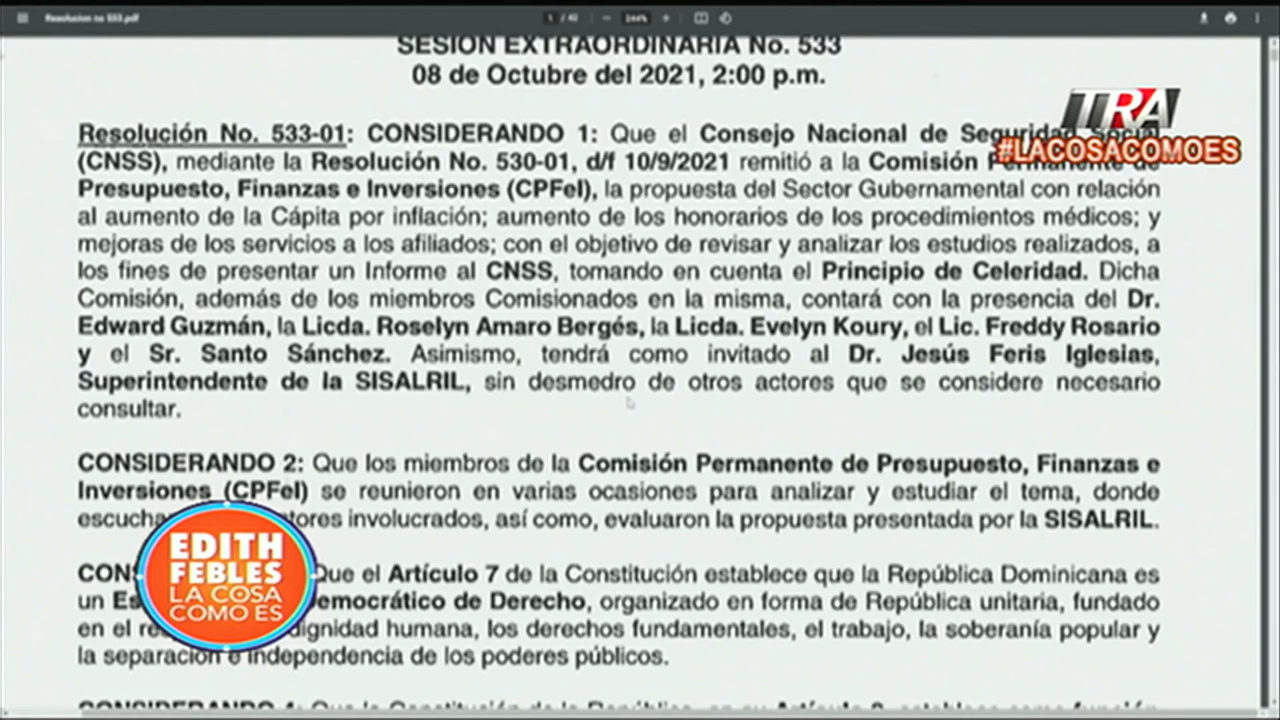 Resolucion no 533.pdf
1 / 40
244%
SESIÓN EXTRAORDINARIA No. 533
08 de Octubre del 2021, 2:00 p.m.
TRA
#LACOSACOMOES
Resolución No. 533-01: CONSIDERANDO 1: Que el Consejo Nacional de Seguridad Social
(CNSS), mediante la Resolución No. 530-01, d/f 10/9/2021 remitió a la Comisión Permanente de
Presupuesto, Finanzas e Inversiones (CPFeI), la propuesta del Sector Gubernamental con relación
al aumento de la Cápita por inflación; aumento de los honorarios de los procedimientos médicos; y
mejoras de los servicios a los afiliados; con el objetivo de revisar y analizar los estudios realizados, a
los fines de presentar un Informe al CNSS, tomando en cuenta el Principio de Celeridad. Dicha
Comisión, además de los miembros Comisionados en la misma, contará con la presencia del Dr.
Edward Guzmán, la Licda. Roselyn Amaro Bergés, la Licda. Evelyn Koury, el Lic. Freddy Rosario
y el Sr. Santo Sánchez. Asimismo, tendrá como invitado al Dr. Jesús Feris Iglesias,
Superintendente de la SISALRIL, sin desmedro de otros actores que se considere necesario
consultar.
CONSIDERANDO 2: Que los miembros de la Comisión Permanente de Presupuesto, Finanzas e
Inversiones (CPFeI) se reunieron en varias ocasiones para analizar y estudiar el tema, donde
escucha tores involucrados, así como, evaluaron la propuesta presentada por la SISALRIL.
CONS Que el Artículo 7 de la Constitución establece que la República Dominicana es
un Es emocrático de Derecho, organizado en forma de República unitaria, fundado
en el re dignidad humana, los derechos fundamentales, el trabajo, la soberanía popular y
la separación e independencia de los poderes públicos.
EDITH
FEBLES
LA COSA
COMO ES